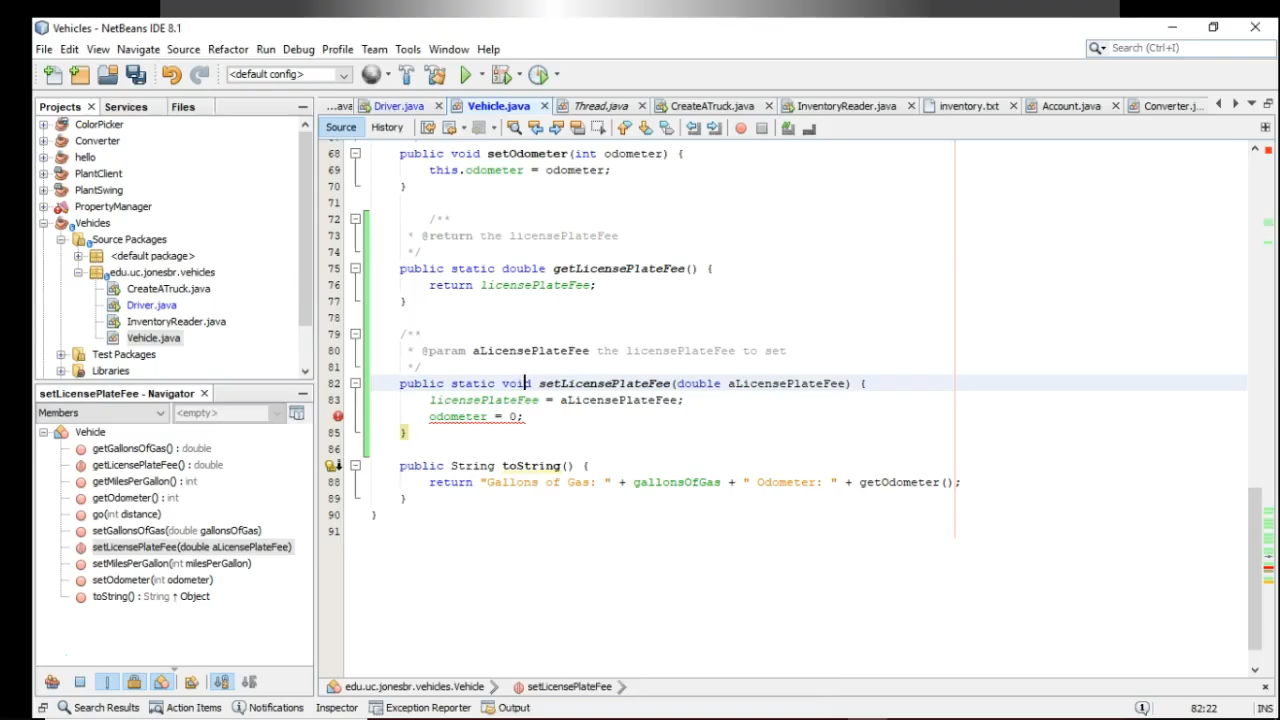 Vehicles - NetBeans IDE 8.1
File Edit View Navigate Source Refactor Run Debug Profile Team Tools Window Help
Search (Ctrl+I)
<default config>
Projects Services Files
...ava Driver.java Vehicle.java Thread.java CreateATruck.java InventoryReader.java inventory.txt Account.java Converter.j...
Source History
ColorPicker
Converter
hello
PlantClient
PlantSwing
PropertyManager
Vehicles
Source Packages
<default package>
edu.uc.jonesbr.vehicles
CreateATruck.java
Driver.java
InventoryReader.java
Vehicle.java
Test Packages
Libraries
setLicensePlateFee - Navigator
Members <empty>
Vehicle
getGallonsOfGas() : double
getLicensePlateFee() : double
getMilesPerGallon() : int
getOdometer() : int
go(int distance)
setGallonsOfGas(double gallonsOfGas)
setLicensePlateFee(double aLicensePlateFee)
setMilesPerGallon(int milesPerGallon)
setOdometer(int odometer)
toString() : String ↑ Object
68 public void setOdometer(int odometer) {
69 this.odometer = odometer;
70 }
71
72 /**
73 * @return the licensePlateFee
74 */
75 public static double getLicensePlateFee() {
76 return licensePlateFee;
77 }
78
79 /**
80 * @param aLicensePlateFee the licensePlateFee to set
81 */
82 public static void setLicensePlateFee(double aLicensePlateFee) {
83 licensePlateFee = aLicensePlateFee;
odometer = 0;
85 }
86
public String toString() {
88 return "Gallons of Gas: " + gallonsOfGas + " Odometer: " + getOdometer();
89 }
90 }
91
edu.uc.jonesbr.vehicles.Vehicle setLicensePlateFee
Search Results Action Items Notifications Inspector Exception Reporter Output
82:22 INS